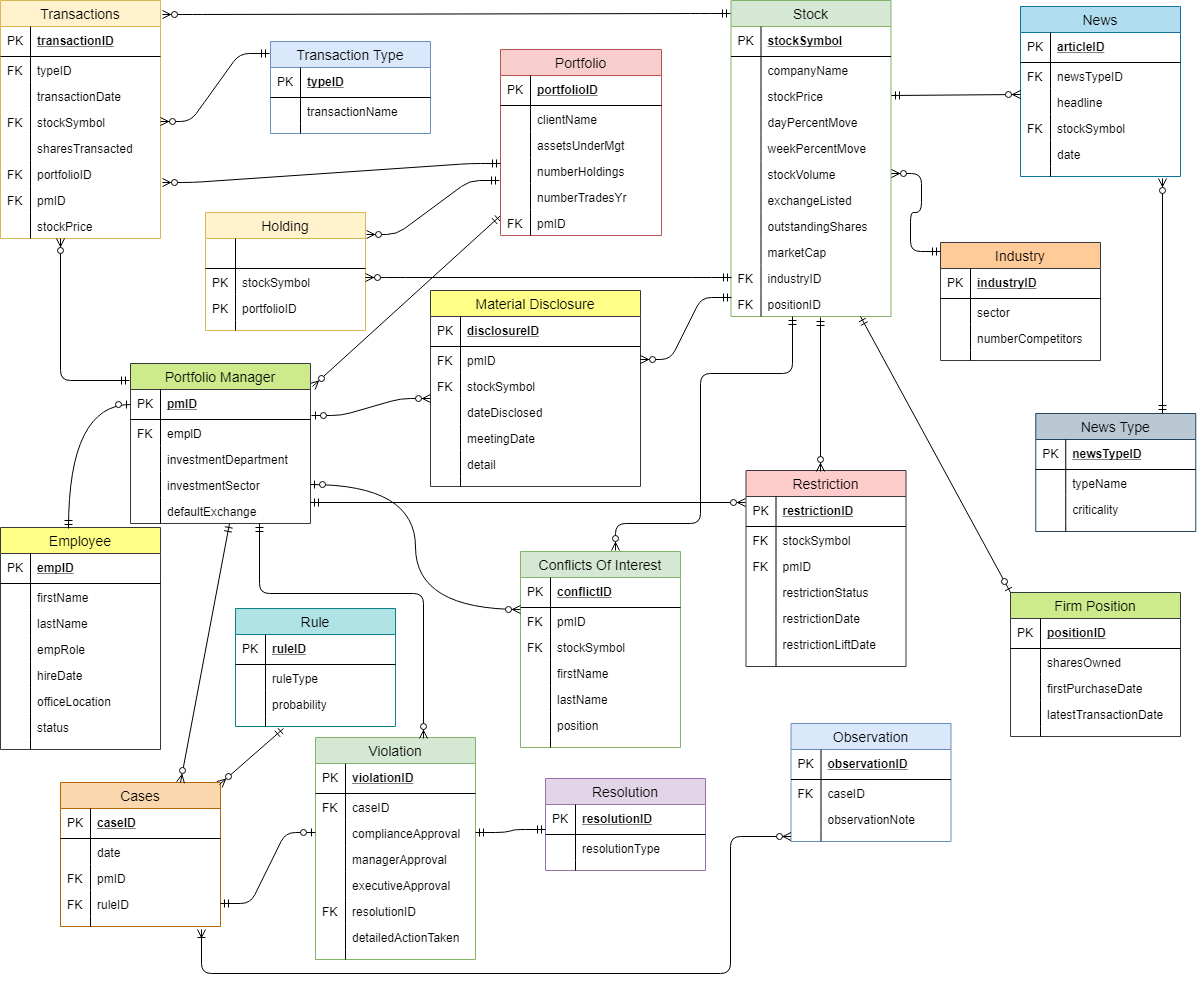 Transactions
PK transactionID
FK typeID
transactionDate
FK stockSymbol
sharesTransacted
FK portfolioID
FK pmID
stockPrice
Transaction Type
PK typeID
transactionName
Portfolio
PK portfolioID
clientName
assetsUnderMgt
numberHoldings
numberTradesYr
FK pmID
Stock
PK stockSymbol
companyName
stockPrice
dayPercentMove
weekPercentMove
stockVolume
exchangeListed
outstandingShares
marketCap
FK industryID
FK positionID
News
PK articleID
FK newsTypeID
headline
FK stockSymbol
date
Holding
PK stockSymbol
PK portfolioID
Industry
PK industryID
sector
numberCompetitors
Material Disclosure
PK disclosureID
FK pmID
FK stockSymbol
dateDisclosed
meetingDate
detail
Portfolio Manager
PK pmID
FK empID
investmentDepartment
investmentSector
defaultExchange
News Type
PK newsTypeID
typeName
criticality
Restriction
PK restrictionID
FK stockSymbol
FK pmID
restrictionStatus
restrictionDate
restrictionLiftDate
Employee
PK empID
firstName
lastName
empRole
hireDate
officeLocation
status
Conflicts Of Interest
PK conflictID
FK pmID
FK stockSymbol
firstName
lastName
position
Firm Position
PK positionID
sharesOwned
firstPurchaseDate
latestTransactionDate
Rule
PK ruleID
ruleType
probability
Violation
PK violationID
FK caseID
complianceApproval
managerApproval
executiveApproval
FK resolutionID
detailedActionTaken
Observation
PK observationID
FK caseID
observationNote
Cases
PK caseID
date
FK pmID
FK ruleID
Resolution
PK resolutionID
resolutionType